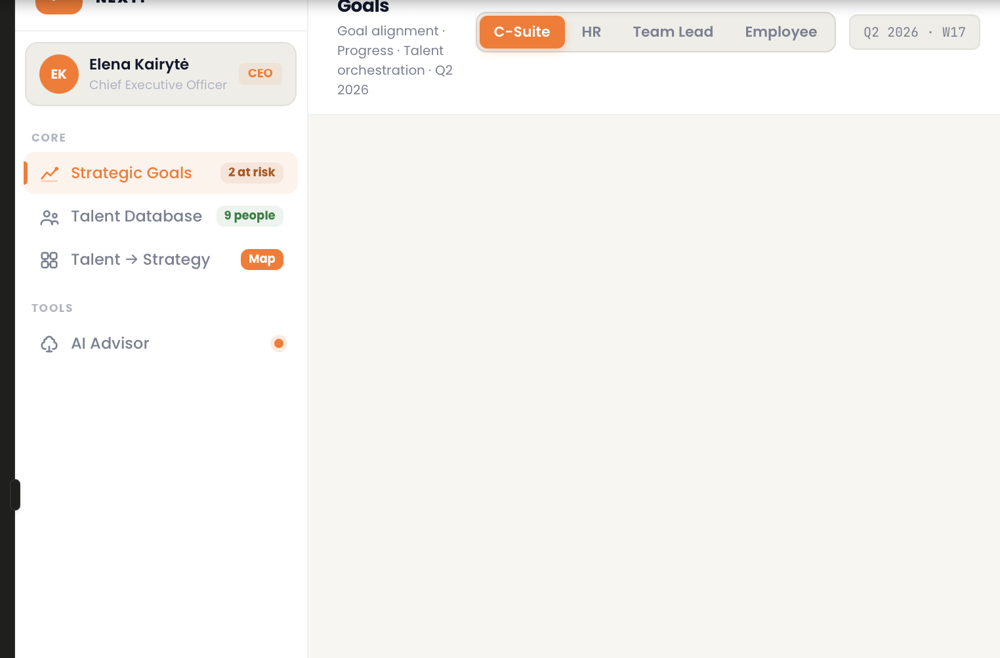 NEXT.
EK
Elena Kairytė
Chief Executive Officer
CEO
CORE
Strategic Goals
2 at risk
Talent Database
9 people
Talent → Strategy
Map
TOOLS
AI Advisor
Goals
Goal alignment ·
Progress · Talent
orchestration · Q2
2026
C-Suite
HR
Team Lead
Employee
Q2 2026 · W17